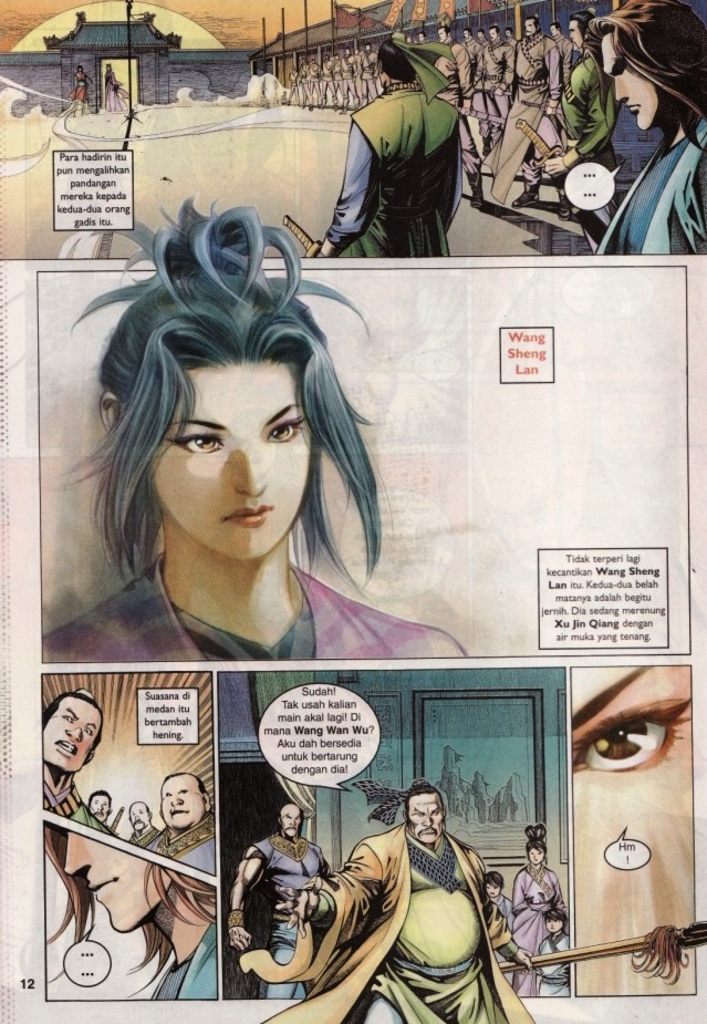 Para hadirin itu
pun mengalihkan
pandangan
mereka kepada
kedua-dua orang
gadis itu.
...
...
Wang
Sheng
Lan
Tidak terperi lagi
kecantikan Wang Sheng
Lan itu. Kedua-dua belah
matanya adalah begitu
jernih. Dia sedang merenung
Xu Jin Qiang dengan
air muka yang tenang.
Suasana di
medan itu
bertambah
hening.
...
...
Sudah!
Tak usah kalian
main akal lagi! Di
mana Wang Wan Wu?
Aku dah bersedia
untuk bertarung
dengan dia!
Hm
!
12